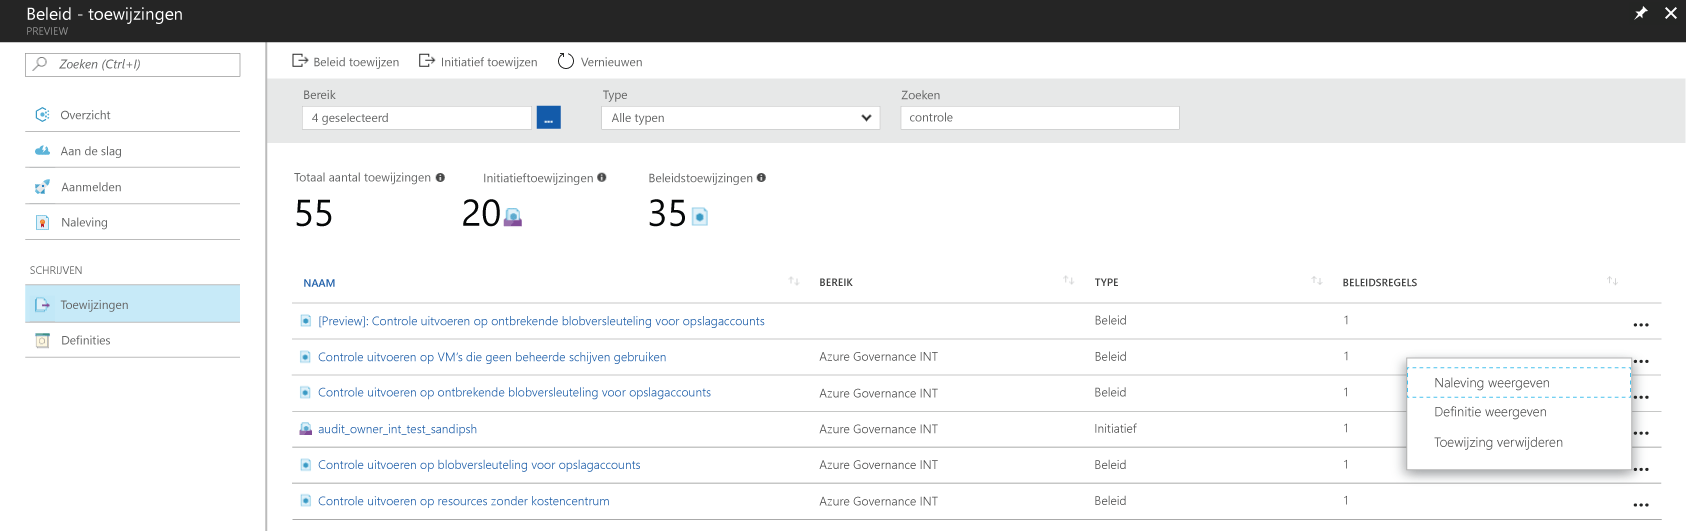 Beleid - toewijzingen
PREVIEW
Zoeken (Ctrl+I)
Overzicht
Aan de slag
Aanmelden
Naleving
SCHRIJVEN
Toewijzingen
Definities
Beleid toewijzen Initiatief toewijzen Vernieuwen
Bereik Type Zoeken
4 geselecteerd ... Alle typen controle
Totaal aantal toewijzingen Initiatieftoewijzingen Beleidstoewijzingen
55 20 35
NAAM BEREIK TYPE BELEIDSREGELS
[Preview]: Controle uitvoeren op ontbrekende blobversleuteling voor opslagaccounts Beleid 1 ...
Controle uitvoeren op VM's die geen beheerde schijven gebruiken Azure Governance INT Beleid 1 ...
Controle uitvoeren op ontbrekende blobversleuteling voor opslagaccounts Azure Governance INT Beleid 1 ...
audit_owner_int_test_sandipsh Azure Governance INT Initiatief 1 ...
Controle uitvoeren op blobversleuteling voor opslagaccounts Azure Governance INT Beleid 1 ...
Controle uitvoeren op resources zonder kostencentrum Azure Governance INT Beleid 1 ...
Naleving weergeven
Definitie weergeven
Toewijzing verwijderen